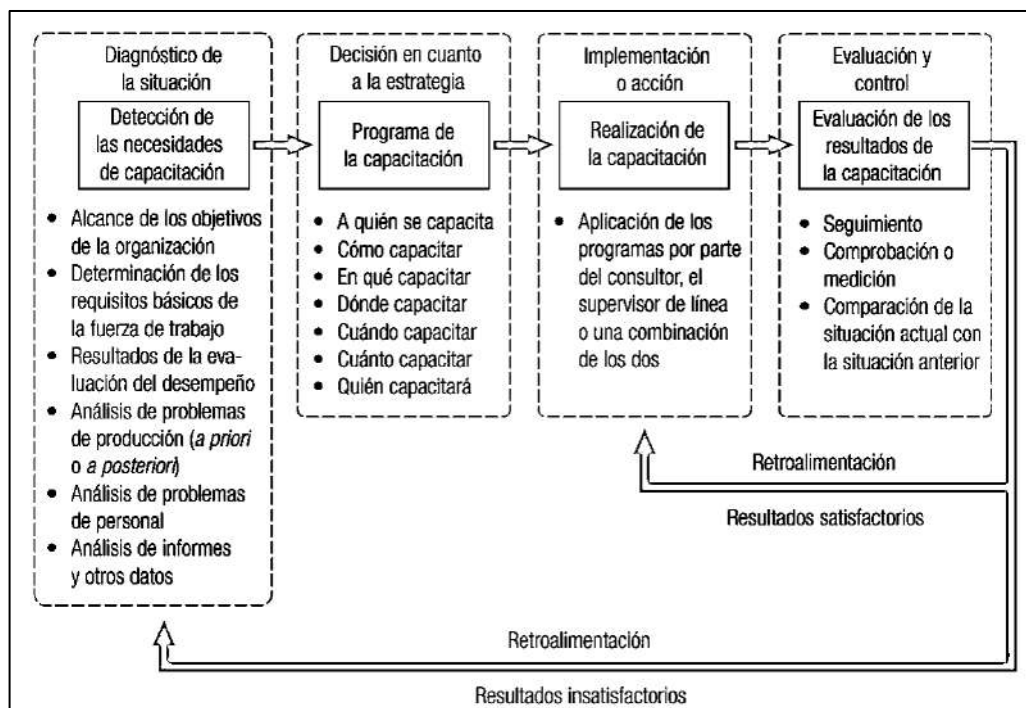 Diagnóstico de
la situación
Detección de
las necesidades
de capacitación
• Alcance de los objetivos
de la organización
• Determinación de los
requisitos básicos de
la fuerza de trabajo
• Resultados de la eva-
luación del desempeño
• Análisis de problemas
de producción (a priori
o a posteriori)
• Análisis de problemas
de personal
• Análisis de informes
y otros datos
Decisión en cuanto
a la estrategia
Programa de
la capacitación
• A quién se capacita
• Cómo capacitar
• En qué capacitar
• Dónde capacitar
• Cuándo capacitar
• Cuánto capacitar
• Quién capacitará
Implementación
o acción
Realización de
la capacitación
• Aplicación de los
programas por parte
del consultor, el
supervisor de línea
o una combinación
de los dos
Evaluación y
control
Evaluación de los
resultados de
la capacitación
• Seguimiento
• Comprobación o
medición
• Comparación de la
situación actual con
la situación anterior
Retroalimentación
Resultados satisfactorios
Retroalimentación
Resultados insatisfactorios